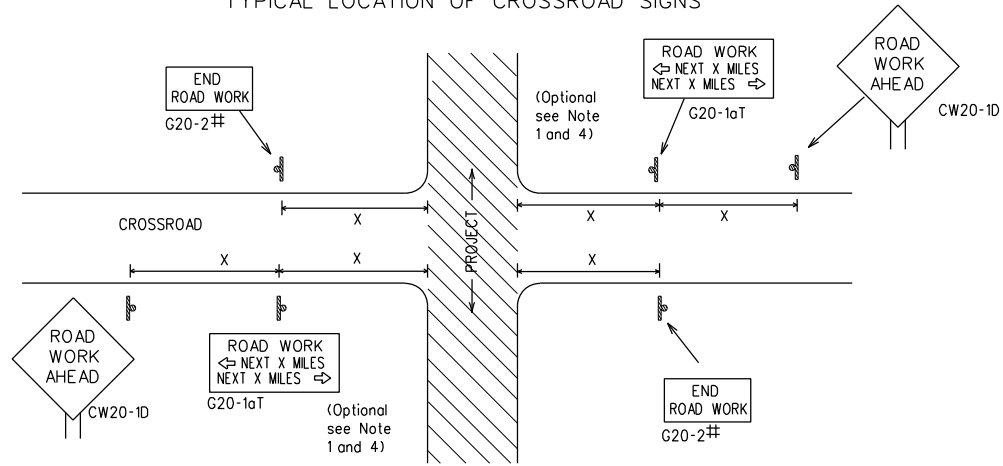 TYPICAL LOCATION OF CROSSROAD SIGNS
END
ROAD WORK
G20-2#
(Optional
see Note
1 and 4)
ROAD WORK
⇦ NEXT X MILES
NEXT X MILES ⇨
G20-1aT
ROAD
WORK
AHEAD
CW20-1D
X
X
X
CROSSROAD
PROJECT
X
X
X
ROAD
WORK
AHEAD
CW20-1D
ROAD WORK
⇦ NEXT X MILES
NEXT X MILES ⇨
G20-1aT
(Optional
see Note
1 and 4)
END
ROAD WORK
G20-2#